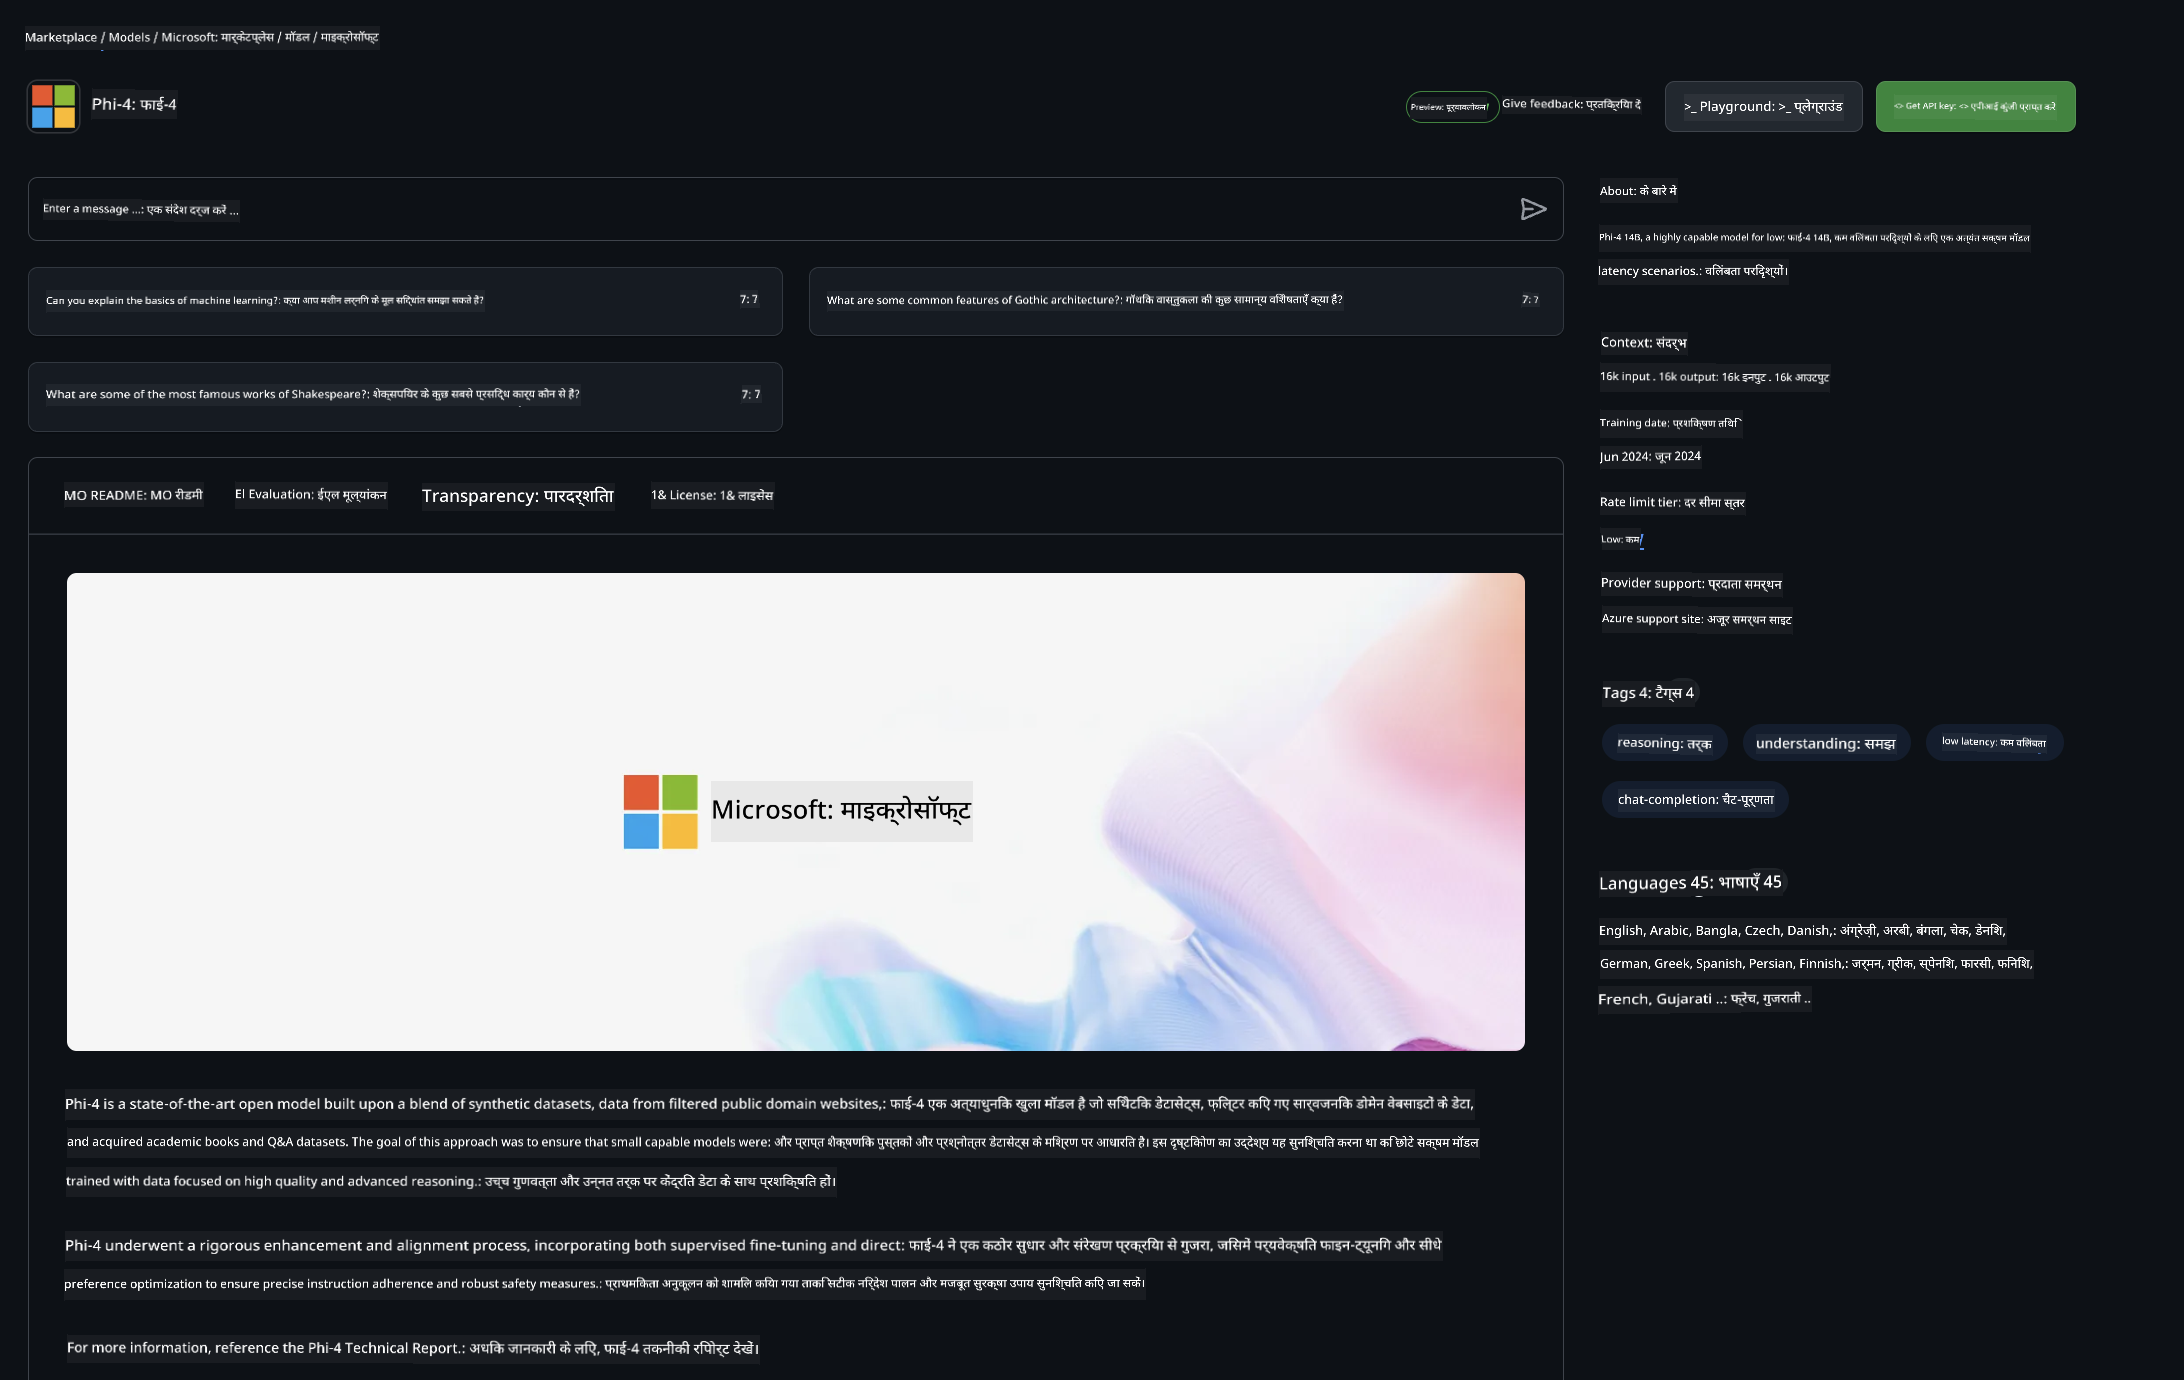 Marketplace / Models / Microsoft: मार्केटप्लेस / मॉडल / माइक्रोसॉफ्ट
Phi-4: फाई-4
Preview: पूर्वावलोकन/
Give feedback: प्रतिक्रिया दें
>_ Playground: >_ प्लेग्राउंड
<> Get API key: <> एपीआई कुंजी प्राप्त करें
Enter a message ...: एक संदेश दर्ज करें ...
Can you explain the basics of machine learning?: क्या आप मशीन लर्निंग के मूल सिद्धांत समझा सकते हैं?
7: 7
What are some common features of Gothic architecture?: गॉथिक वास्तुकला की कुछ सामान्य विशेषताएँ क्या हैं?
7: 7
What are some of the most famous works of Shakespeare?: शेक्सपियर के कुछ सबसे प्रसिद्ध कार्य कौन से हैं?
7: 7
MO README: MO रीडमी
El Evaluation: ईएल मूल्यांकन
Transparency: पारदर्शिता
1& License: 1& लाइसेंस
Microsoft: माइक्रोसॉफ्ट
Phi-4 is a state-of-the-art open model built upon a blend of synthetic datasets, data from filtered public domain websites,: फाई-4 एक अत्याधुनिक खुला मॉडल है जो सिंथेटिक डेटासेट्स, फ़िल्टर किए गए सार्वजनिक डोमेन वेबसाइटों के डेटा,
and acquired academic books and Q&A datasets. The goal of this approach was to ensure that small capable models were: और प्राप्त शैक्षणिक पुस्तकों और प्रश्नोत्तर डेटासेट्स के मिश्रण पर आधारित है। इस दृष्टिकोण का उद्देश्य यह सुनिश्चित करना था कि छोटे सक्षम मॉडल
trained with data focused on high quality and advanced reasoning.: उच्च गुणवत्ता और उन्नत तर्क पर केंद्रित डेटा के साथ प्रशिक्षित हों।
Phi-4 underwent a rigorous enhancement and alignment process, incorporating both supervised fine-tuning and direct: फाई-4 ने एक कठोर सुधार और संरेखण प्रक्रिया से गुजरा, जिसमें पर्यवेक्षित फाइन-ट्यूनिंग और सीधे
preference optimization to ensure precise instruction adherence and robust safety measures.: प्राथमिकता अनुकूलन को शामिल किया गया ताकि सटीक निर्देश पालन और मजबूत सुरक्षा उपाय सुनिश्चित किए जा सकें।
For more information, reference the Phi-4 Technical Report.: अधिक जानकारी के लिए, फाई-4 तकनीकी रिपोर्ट देखें।
About: के बारे में
Phi-4 14B, a highly capable model for low: फाई-4 14B, कम विलंबता परिदृश्यों के लिए एक अत्यंत सक्षम मॉडल
latency scenarios.: विलंबता परिदृश्यों।
Context: संदर्भ
16k input . 16k output: 16k इनपुट . 16k आउटपुट
Training date: प्रशिक्षण तिथि
Jun 2024: जून 2024
Rate limit tier: दर सीमा स्तर
Low: कम
Provider support: प्रदाता समर्थन
Azure support site: अज़ूर समर्थन साइट
Tags 4: टैग्स 4
reasoning: तर्क
understanding: समझ
low latency: कम विलंबता
chat-completion: चैट-पूर्णता
Languages 45: भाषाएँ 45
English, Arabic, Bangla, Czech, Danish,: अंग्रेज़ी, अरबी, बंगला, चेक, डेनिश,
German, Greek, Spanish, Persian, Finnish,: जर्मन, ग्रीक, स्पेनिश, फारसी, फिनिश,
French, Gujarati ..: फ्रेंच, गुजराती ..